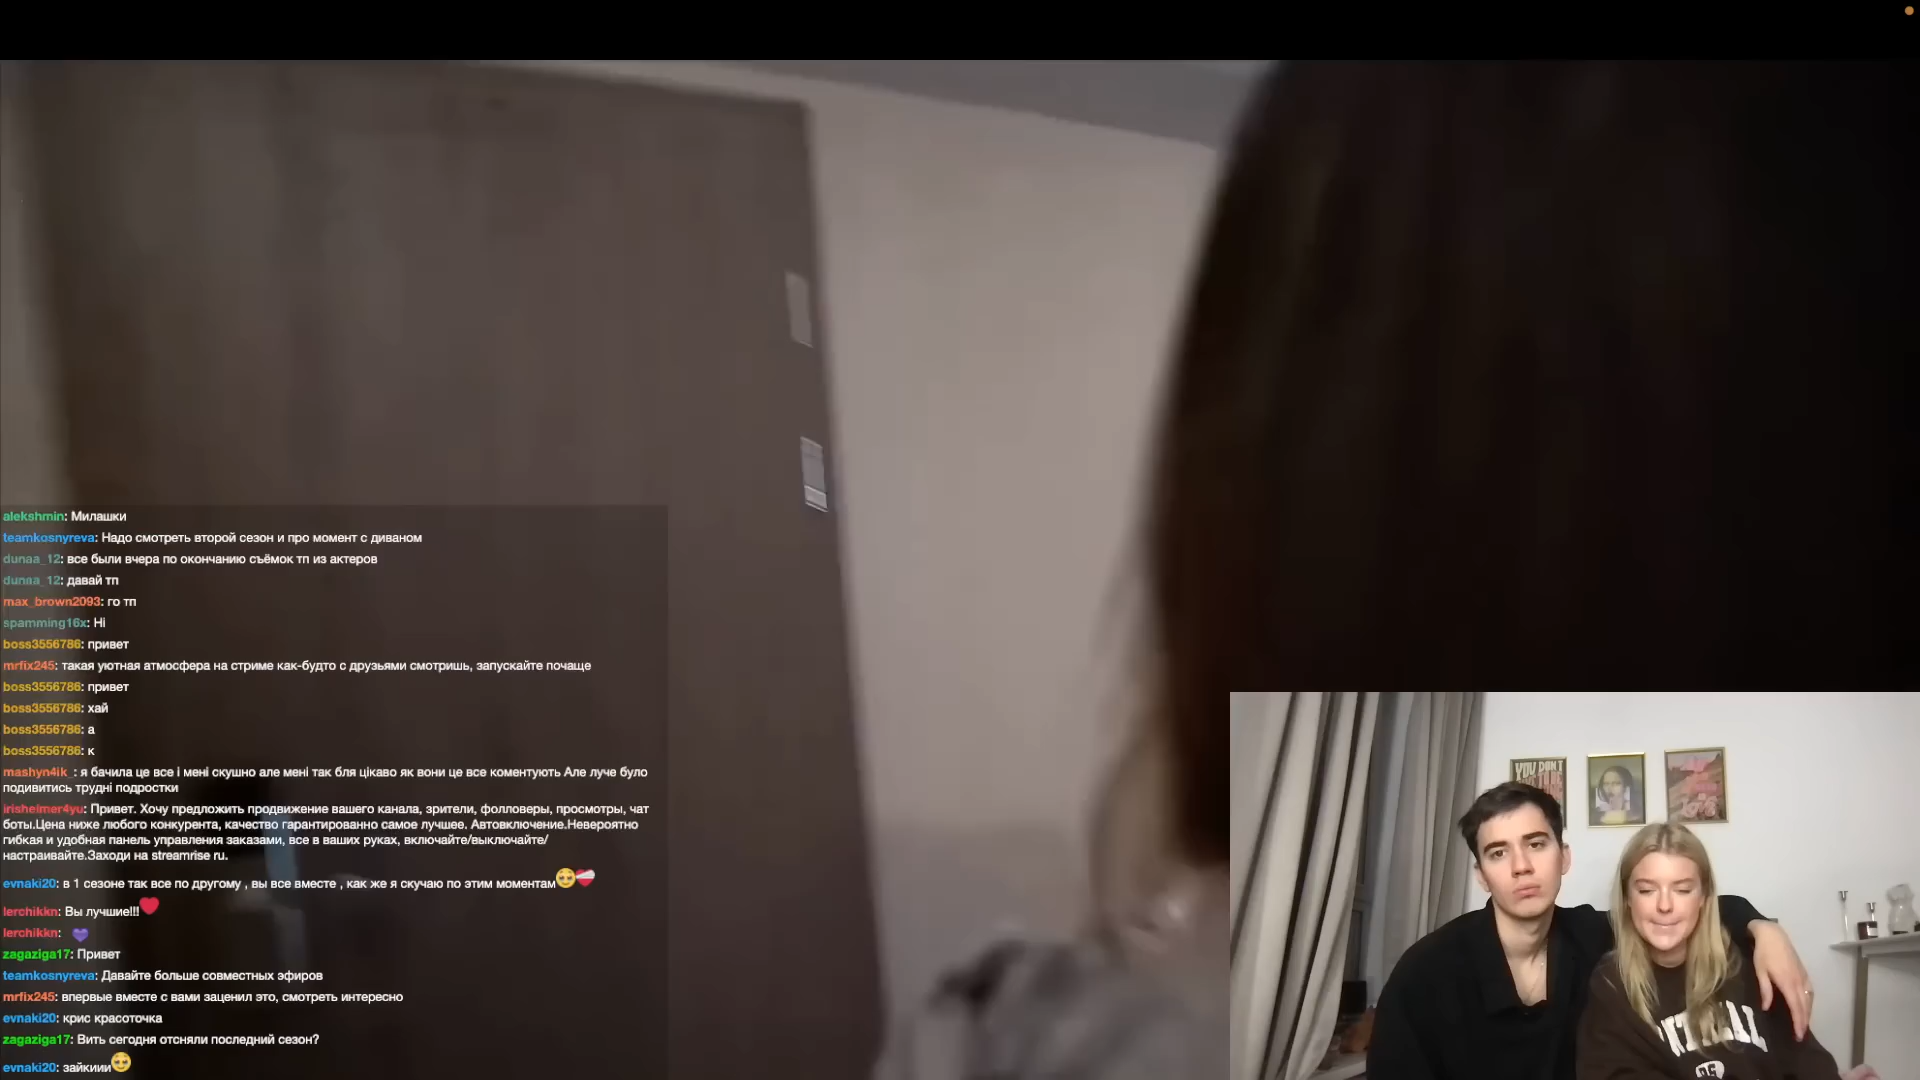 alekshmin: Милашки
teamkosnyreva: Надо смотреть второй сезон и про момент с диваном
dunaa_12: все были вчера по окончанию съёмок тп из актеров
dunaa_12: давай тп
max_brown2093: го тп
spamming16x: Hi
boss3556786: привет
mrfix245: такая уютная атмосфера на стриме как-будто с друзьями смотришь, запускайте почаще
boss3556786: привет
boss3556786: хай
boss3556786: а
boss3556786: к
mashyn4ik_: я бачила це все і мені скушно але мені так бля цікаво як вони це все коментують Але луче було
подивитись трудні подростки
irisheimer4yu: Привет. Хочу предложить продвижение вашего канала, зрители, фолловеры, просмотры, чат
боты.Цена ниже любого конкурента, качество гарантированно самое лучшее. Автовключение.Невероятно
гибкая и удобная панель управления заказами, все в ваших руках, включайте/выключайте/
настраивайте.Заходи на streamrise ru.
evnaki20: в 1 сезоне так все по другому , вы все вместе , как же я скучаю по этим моментам🥹❤️‍🩹
lerchikkn: Вы лучшие!!!❤️
lerchikkn: 💜
zagaziga17: Привет
teamkosnyreva: Давайте больше совместных эфиров
mrfix245: впервые вместе с вами заценил это, смотреть интересно
evnaki20: крис красоточка
zagaziga17: Вить сегодня отсняли последний сезон?
evnaki20: зайкиии🥹
YOU DON'T